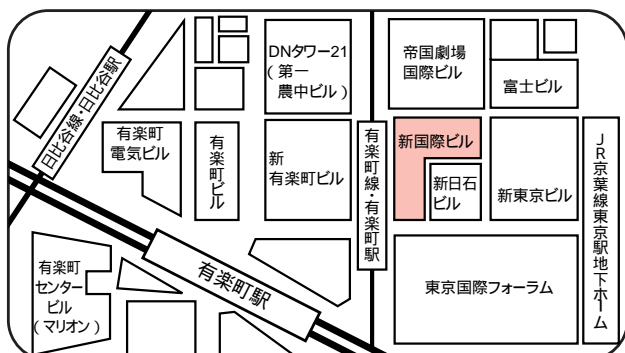 DNタワー21
(第一
農中ビル)
帝国劇場
国際ビル
富士ビル
日比谷線・日比谷駅
有楽町
電気ビル
有楽町ビル
新
有楽町ビル
有楽町線・有楽町駅
新国際ビル
新日石
ビル
新東京ビル
JR京葉線東京駅地下ホーム
有楽町
センター
ビル
(マリオン)
有楽町駅
東京国際フォーラム